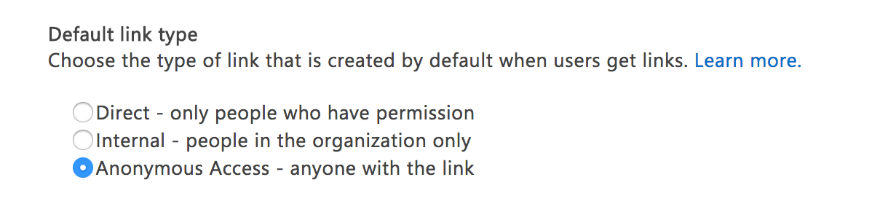 Default link type
Choose the type of link that is created by default when users get links. Learn more.
Direct - only people who have permission
Internal - people in the organization only
Anonymous Access - anyone with the link